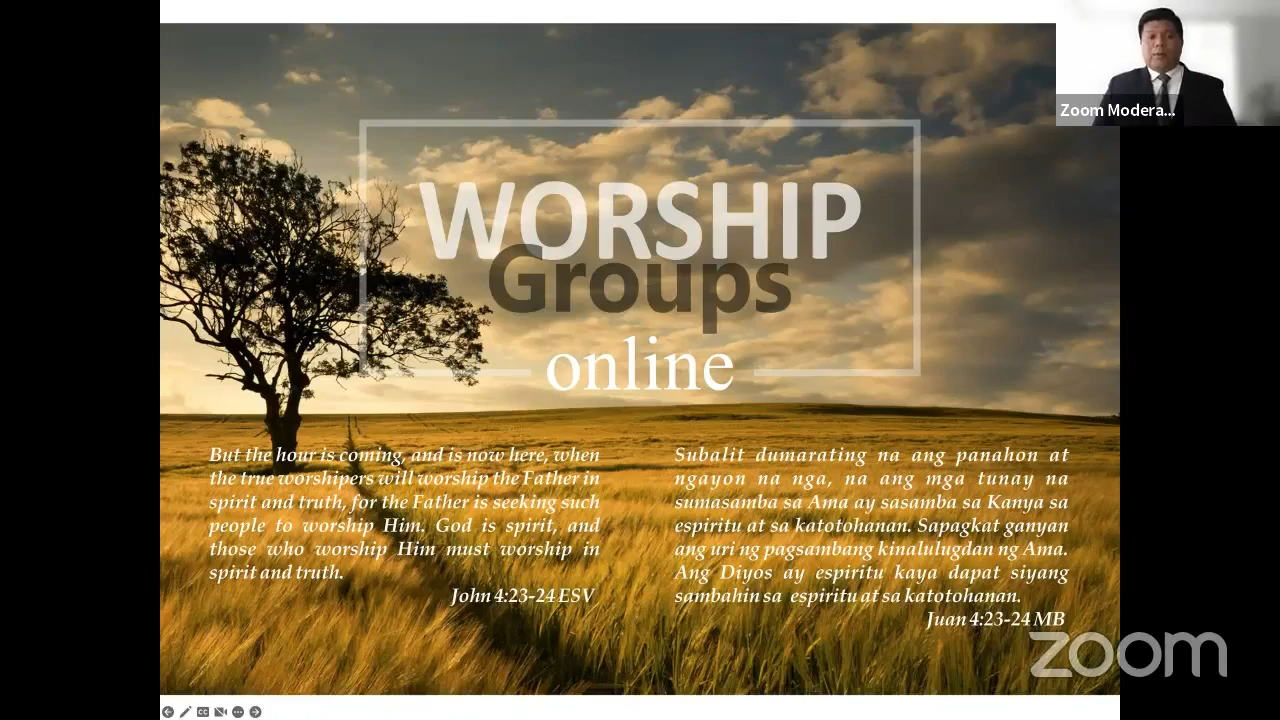 Zoom Modera...
WORSHIP
Groups
online
But the hour is coming, and is now here, when
the true worshipers will worship the Father in
spirit and truth, for the Father is seeking such
people to worship Him. God is spirit, and
those who worship Him must worship in
spirit and truth.
John 4:23-24 ESV
Subalit dumarating na ang panahon at
ngayon na nga, na ang mga tunay na
sumasamba sa Ama ay sasamba sa Kanya sa
espiritu at sa katotohanan. Sapagkat ganyan
ang uri ng pagsambang kinalulugdan ng Ama.
Ang Diyos ay espiritu kaya dapat siyang
sambahin sa espiritu at sa katotohanan.
Juan 4:23-24 MB
zoom
CC